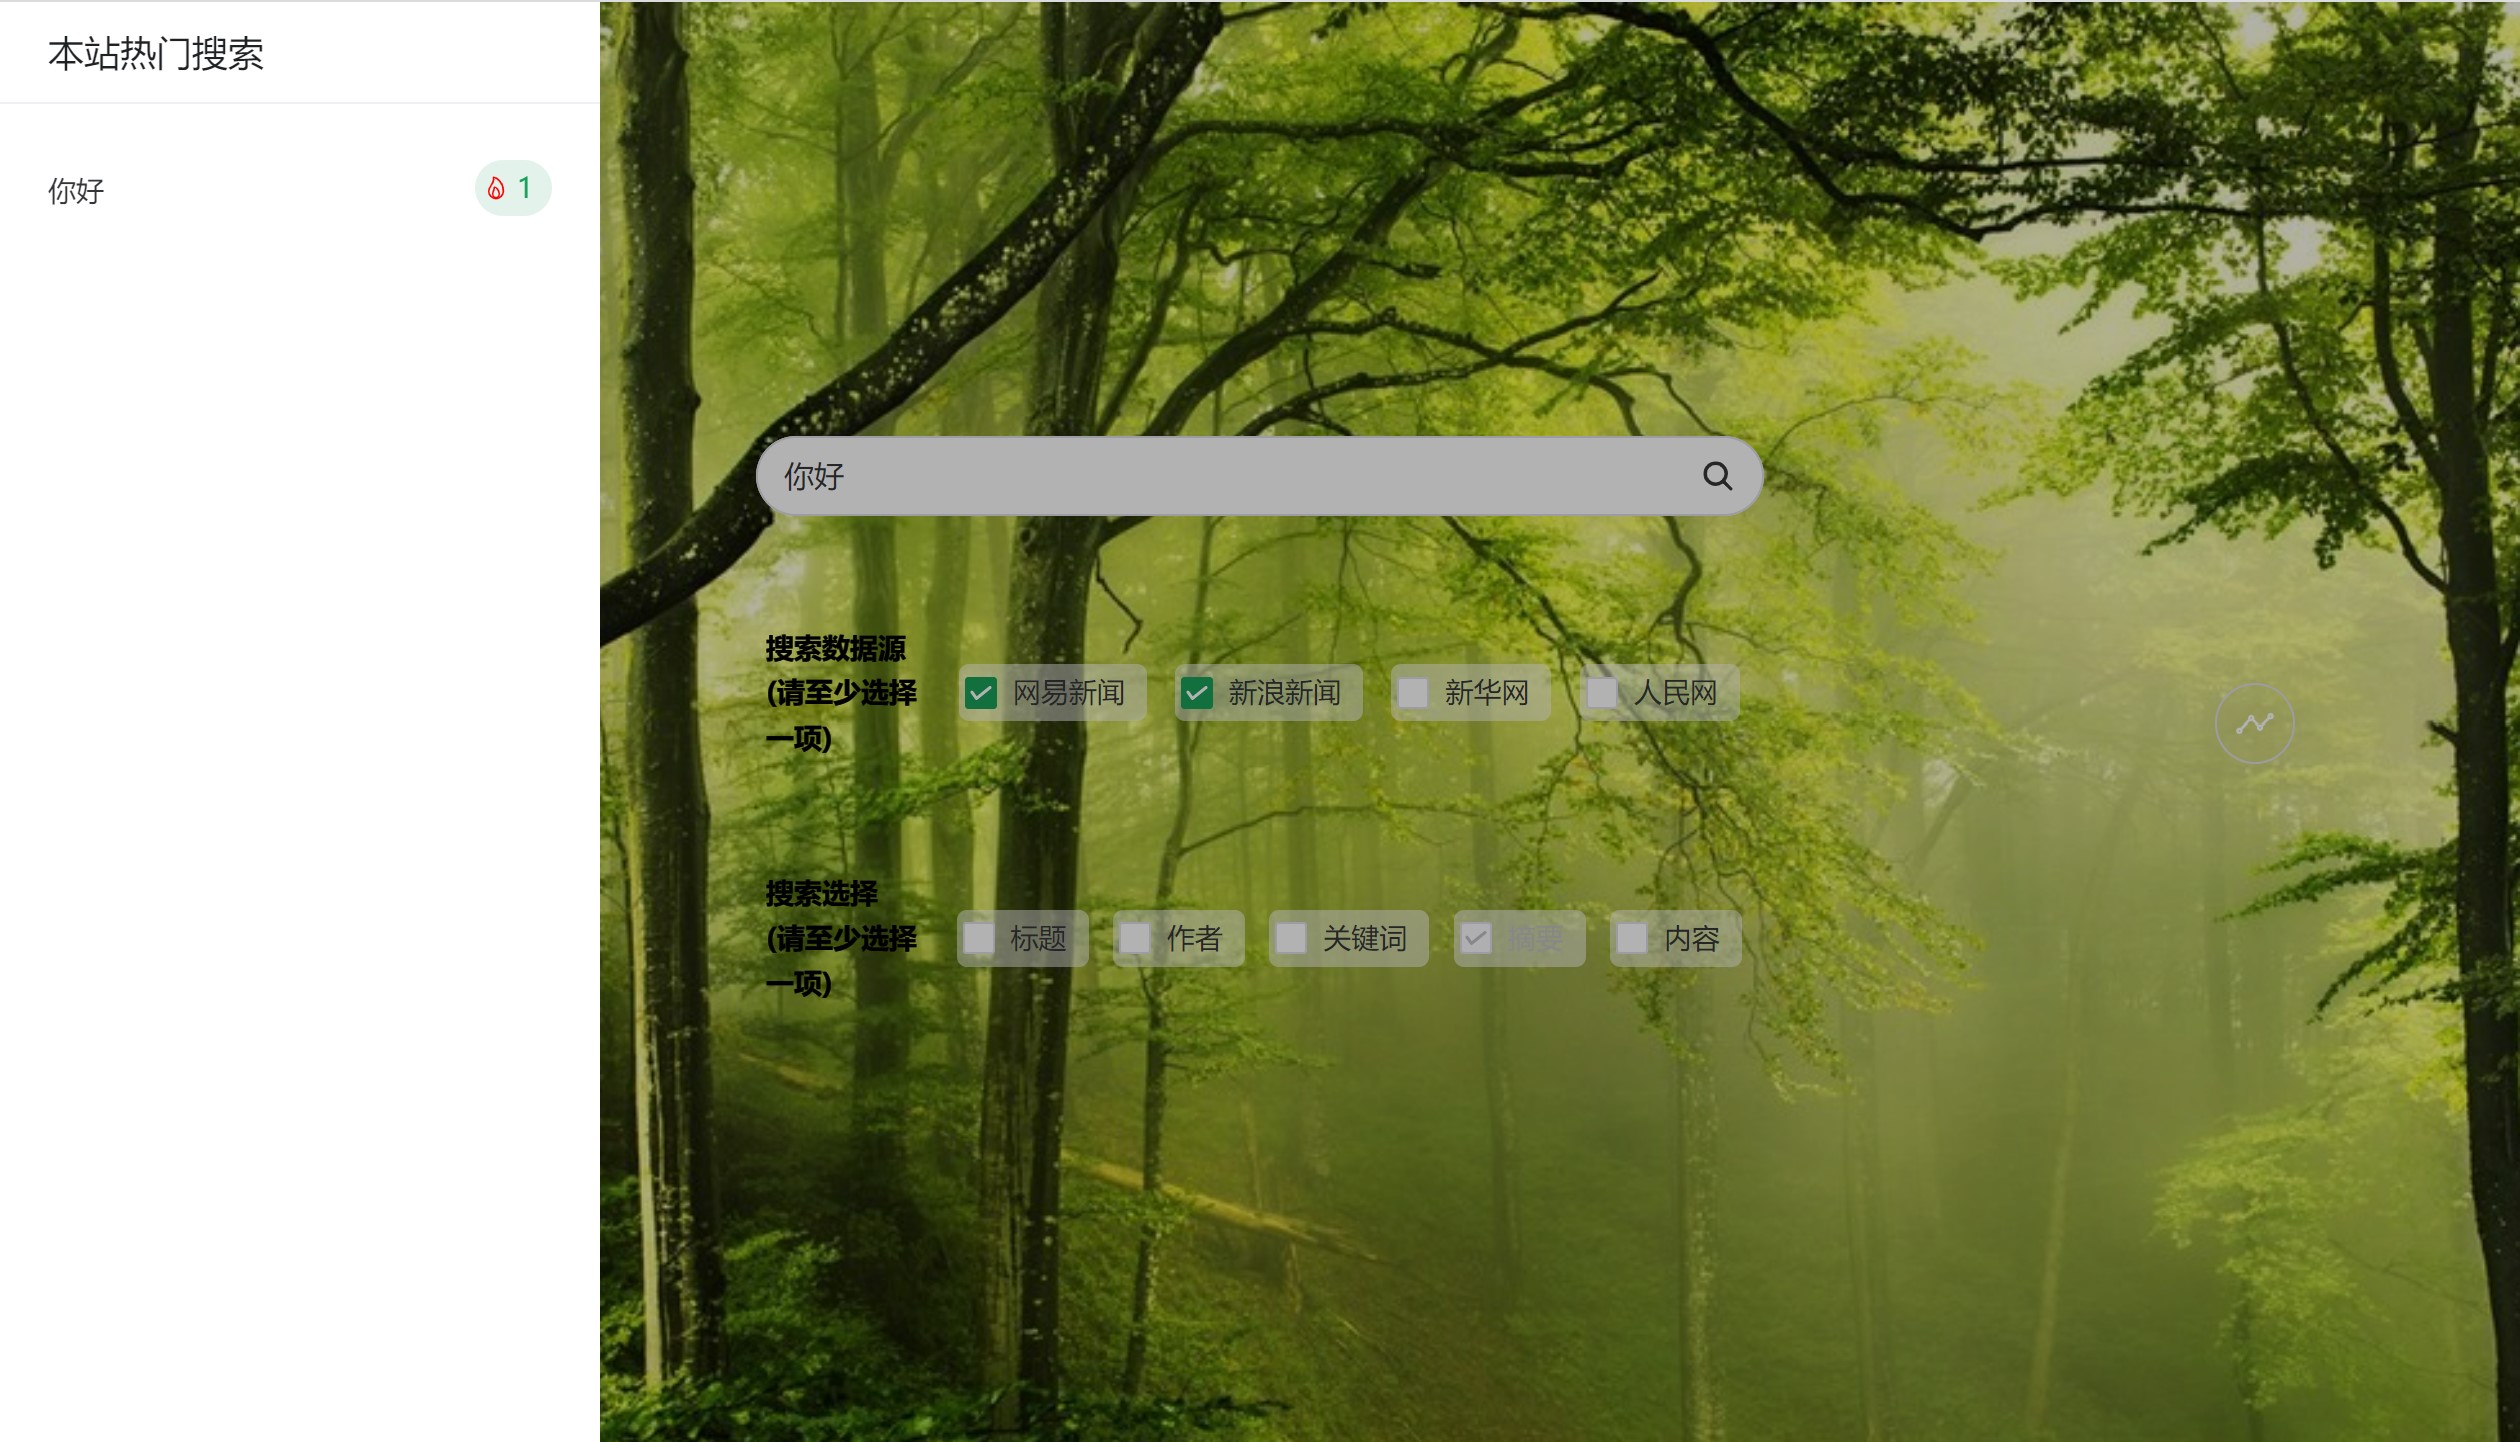 本站热门搜索
你好
1
你好
搜索数据源
(请至少选择
一项)
网易新闻 新浪新闻 新华网 人民网
搜索选择
(请至少选择
一项)
标题 作者 关键词 摘要 内容